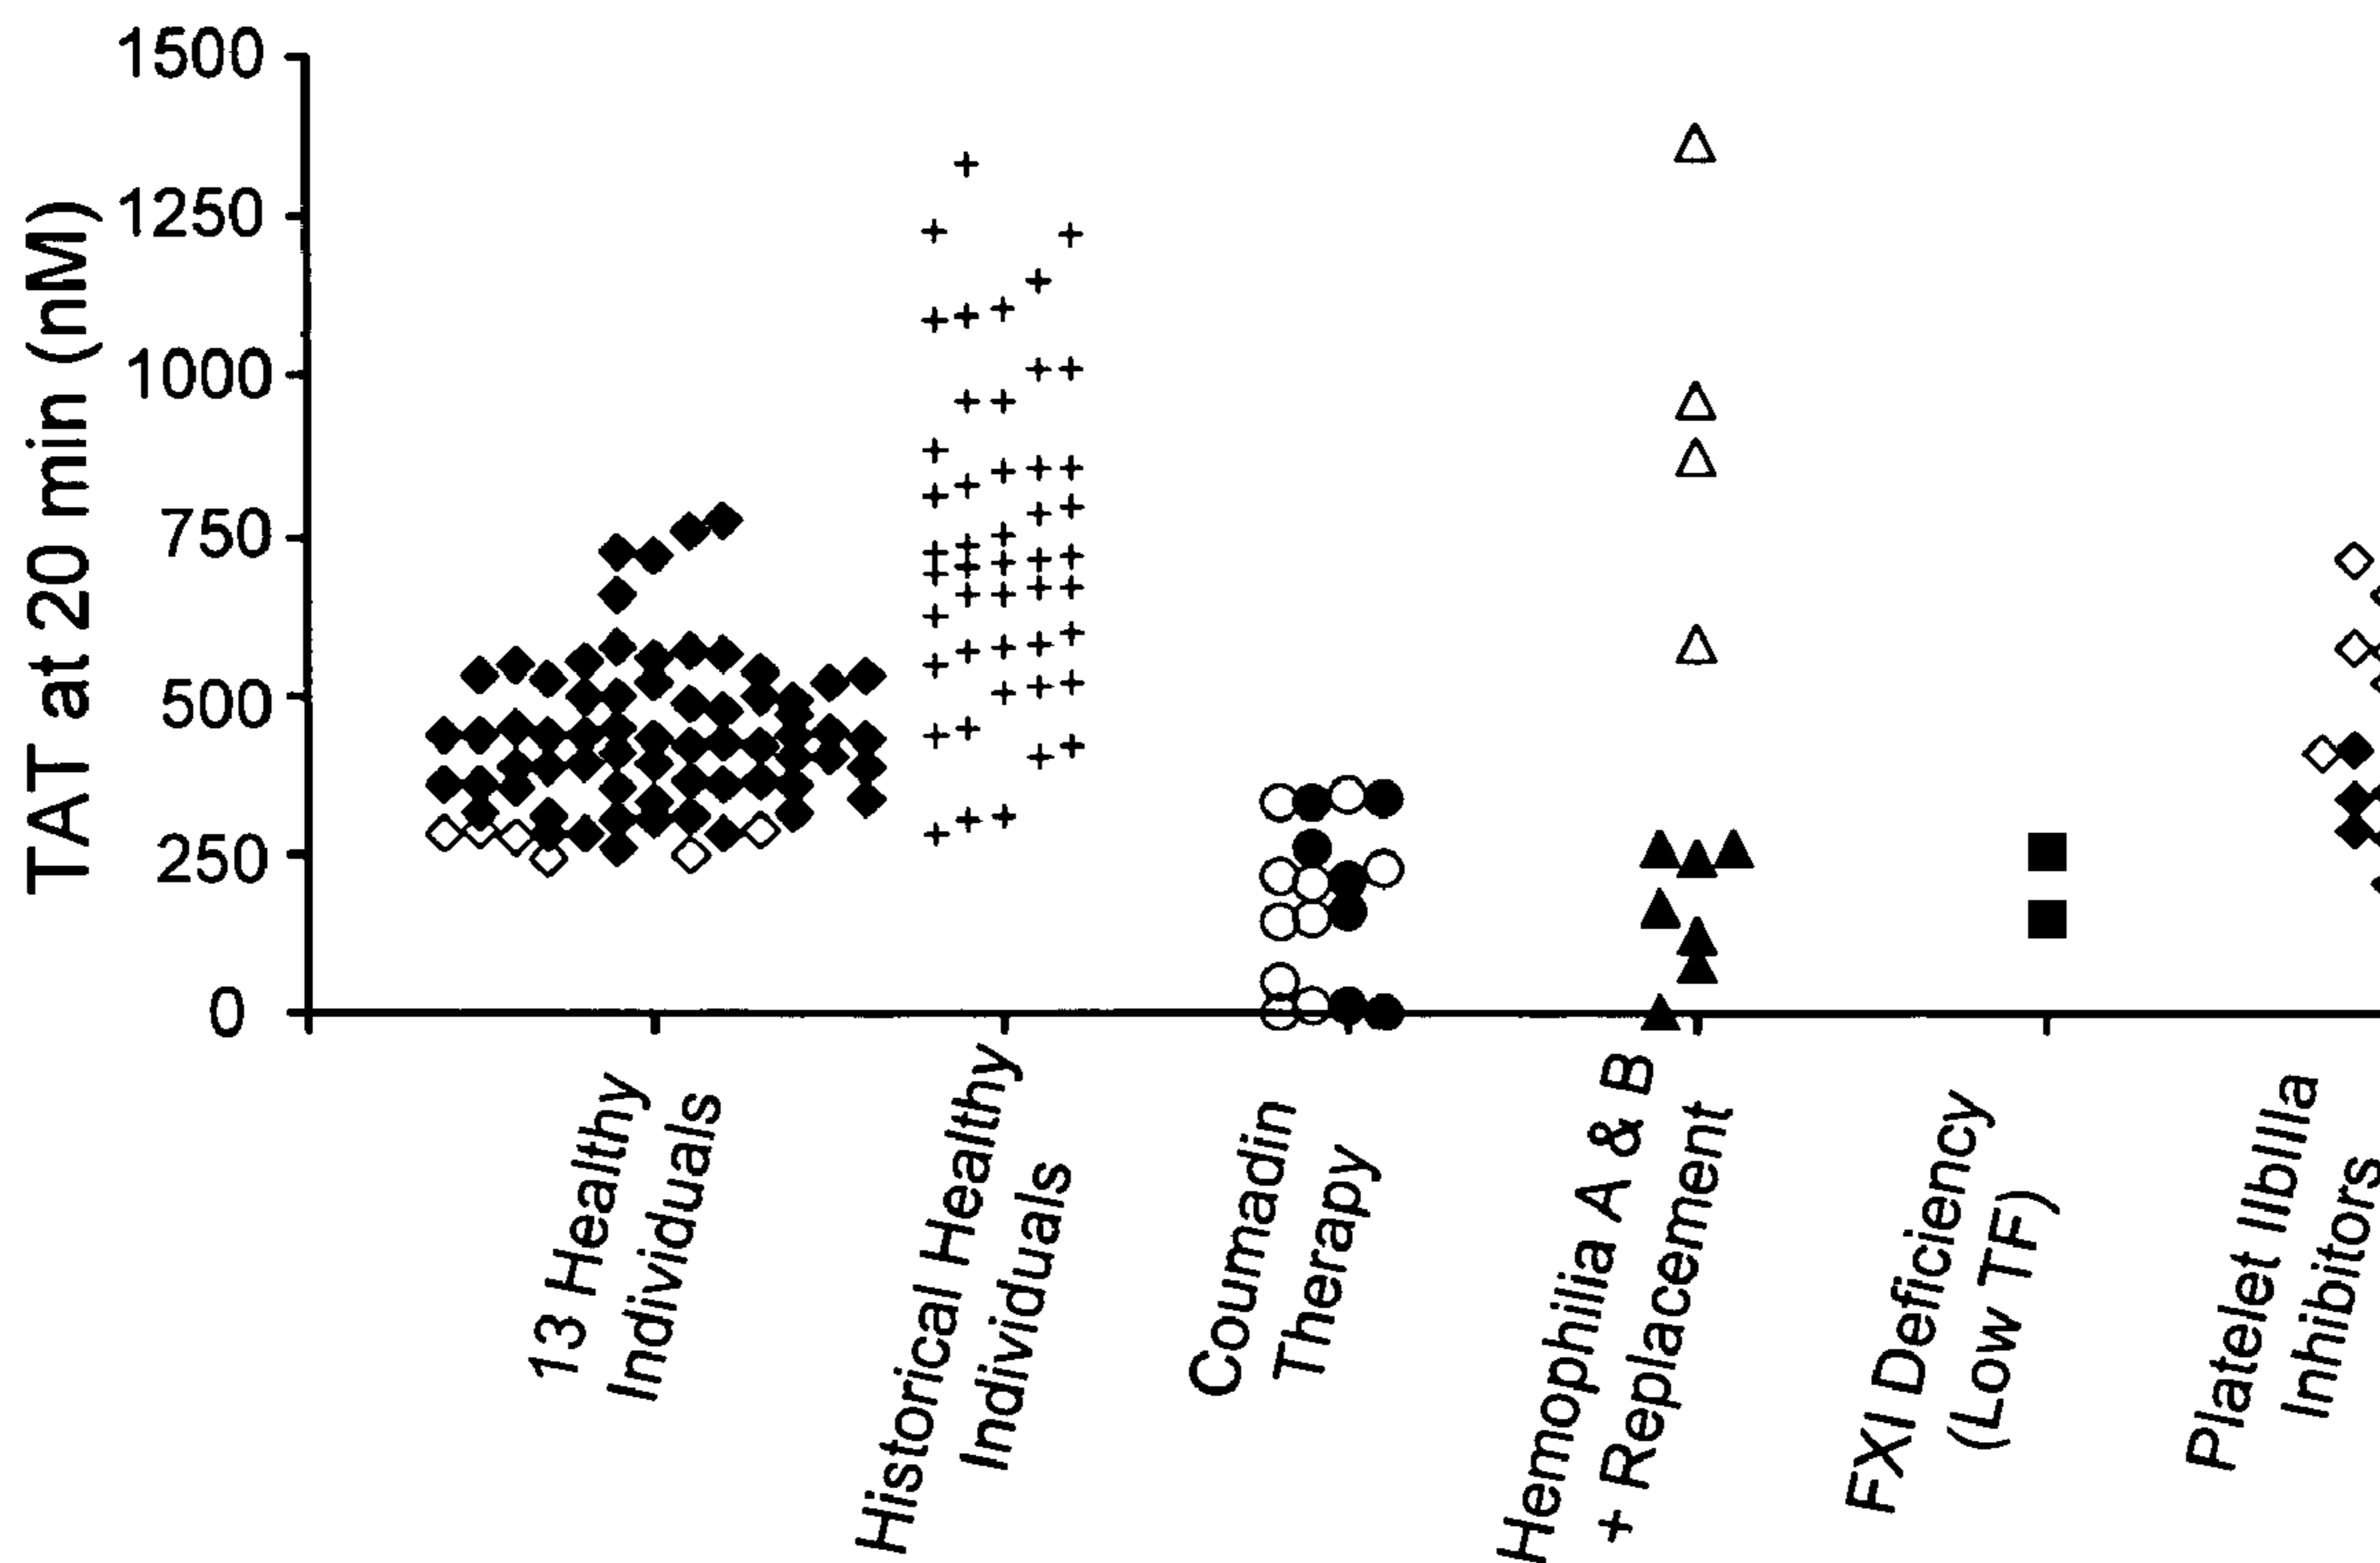 TAT at 20 min (nM)
1500
1250
1000
750
500
250
0
13 Healthy
Individuals
Historical Healthy
Individuals
Coumadin
Therapy
Hemophilia A & B
+ Replacement
FXI Deficiency
(Low TF)
Platelet IIbIIIa
Inhibitors